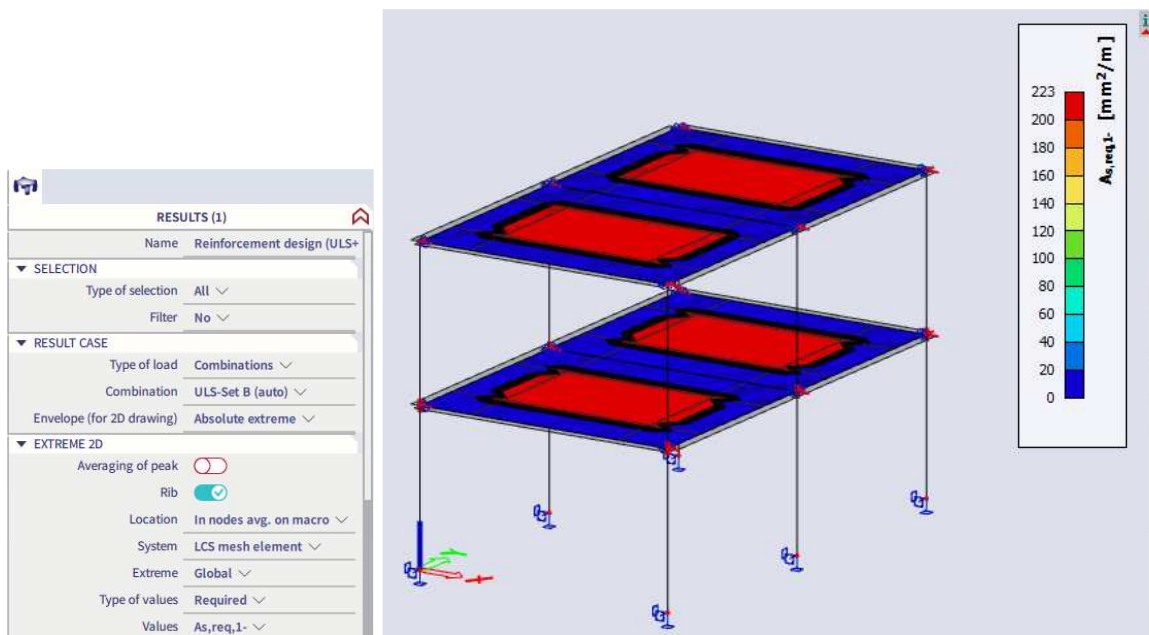 RESULTS (1)
Name Reinforcement design (ULS+
SELECTION
Type of selection All
Filter No
RESULT CASE
Type of load Combinations
Combination ULS-Set B (auto)
Envelope (for 2D drawing) Absolute extreme
EXTREME 2D
Averaging of peak
Rib
Location In nodes avg. on macro
System LCS mesh element
Extreme Global
Type of values Required
Values As,req,1-
Y
X
As,req,1- [mm²/m]
223
200
180
160
140
120
100
80
60
40
20
0